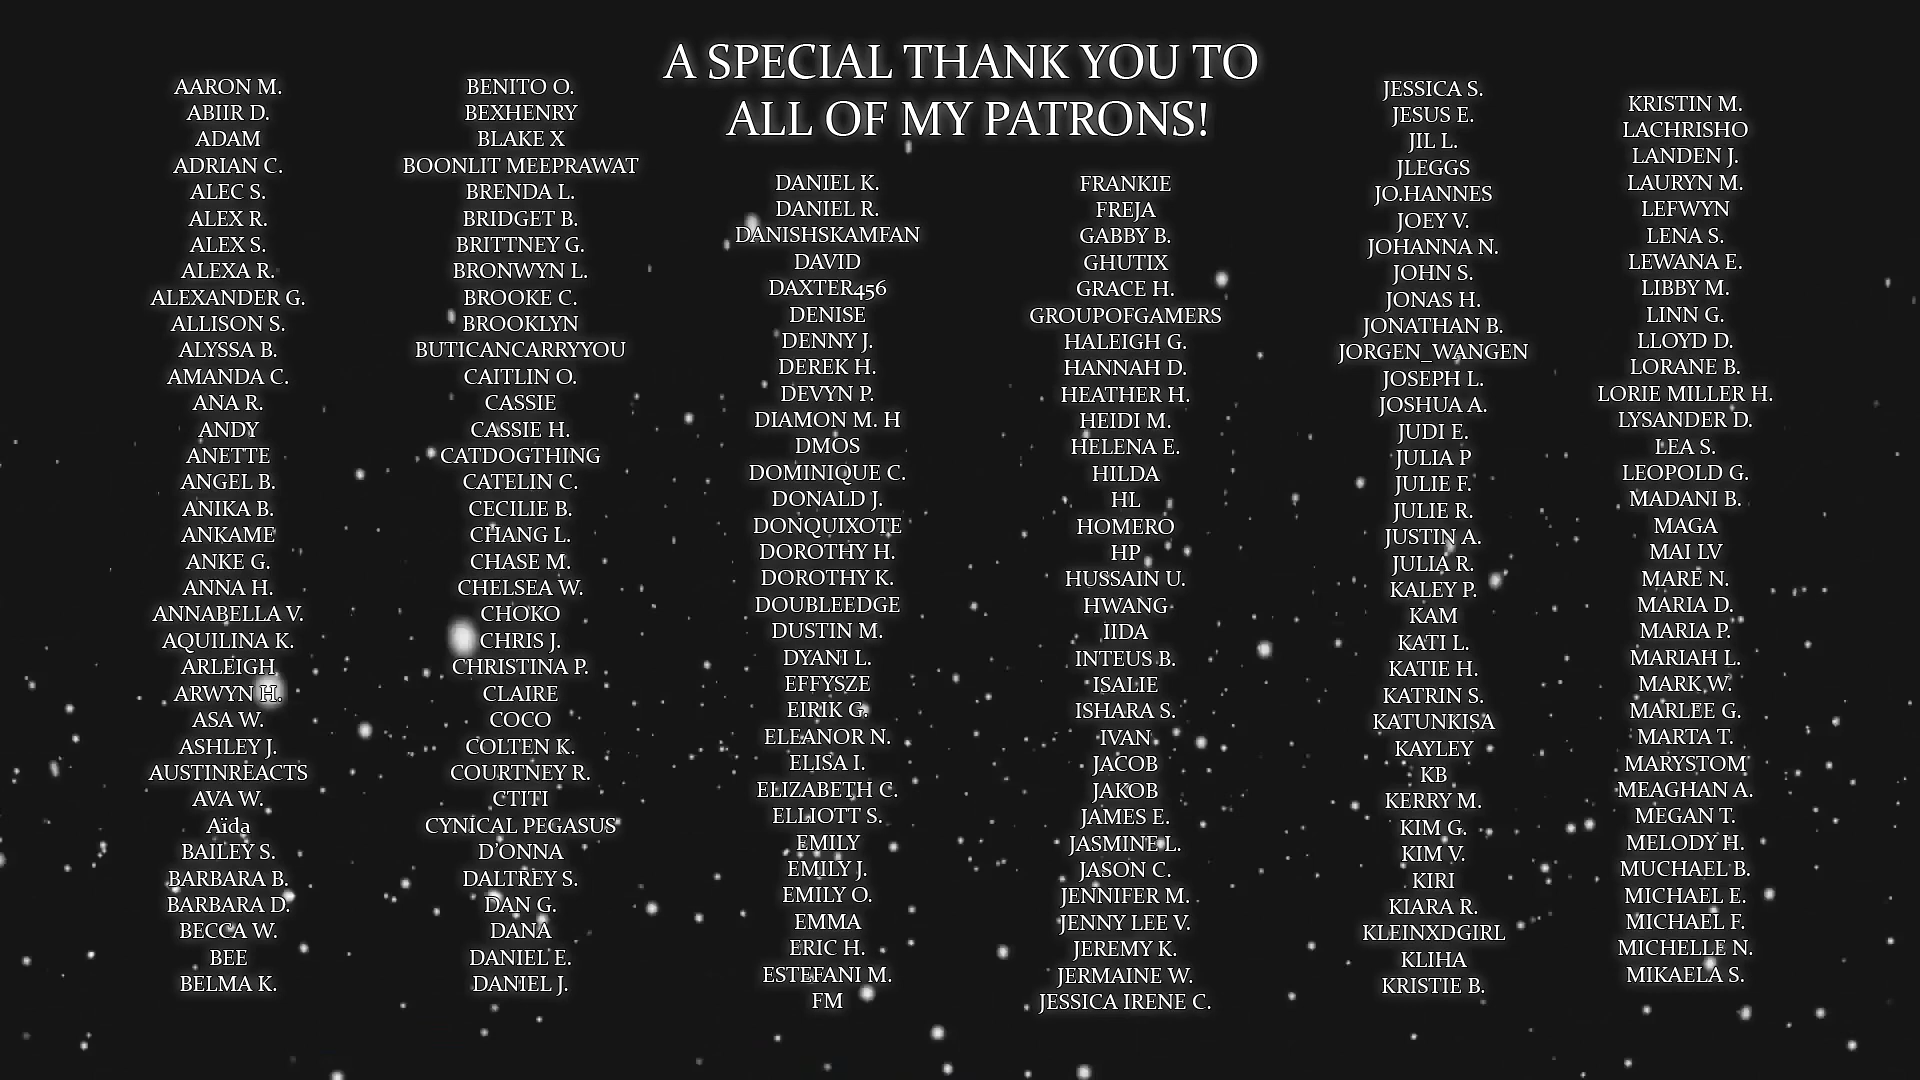 A SPECIAL THANK YOU TO
ALL OF MY PATRONS!
AARON M.
ABIIR D.
ADAM
ADRIAN C.
ALEC S.
ALEX R.
ALEX S.
ALEXA R.
ALEXANDER G.
ALLISON S.
ALYSSA B.
AMANDA C.
ANA R.
ANDY
ANETTE
ANGEL B.
ANIKA B.
ANKAME
ANKE G.
ANNA H.
ANNABELLA V.
AQUILINA K.
ARLEIGH
ARWYN H.
ASA W.
ASHLEY J.
AUSTINREACTS
AVA W.
Aïda
BAILEY S.
BARBARA B.
BARBARA D.
BECCA W.
BEE
BELMA K.
BENITO O.
BEXHENRY
BLAKE X
BOONLIT MEEPRAWAT
BRENDA L.
BRIDGET B.
BRITTNEY G.
BRONWYN L.
BROOKE C.
BROOKLYN
BUTICANCARRYYOU
CAITLIN O.
CASSIE
CASSIE H.
CATDOGTHING
CATELIN C.
CECILIE B.
CHANG L.
CHASE M.
CHELSEA W.
CHOKO
CHRIS J.
CHRISTINA P.
CLAIRE
COCO
COLTEN K.
COURTNEY R.
CTITI
CYNICAL PEGASUS
D'ONNA
DALTREY S.
DAN G.
DANA
DANIEL E.
DANIEL J.
DANIEL K.
DANIEL R.
DANISHSKAMFAN
DAVID
DAXTER456
DENISE
DENNY J.
DEREK H.
DEVYN P.
DIAMON M. H
DMOS
DOMINIQUE C.
DONALD J.
DONQUIXOTE
DOROTHY H.
DOROTHY K.
DOUBLEEDGE
DUSTIN M.
DYANI L.
EFFYSZE
EIRIK G.
ELEANOR N.
ELISA I.
ELIZABETH C.
ELLIOTT S.
EMILY
EMILY J.
EMILY O.
EMMA
ERIC H.
ESTEFANI M.
FM
FRANKIE
FREJA
GABBY B.
GHUTIX
GRACE H.
GROUPOFGAMERS
HALEIGH G.
HANNAH D.
HEATHER H.
HEIDI M.
HELENA E.
HILDA
HL
HOMERO
HP
HUSSAIN U.
HWANG
IIDA
INTEUS B.
ISALIE
ISHARA S.
IVAN
JACOB
JAKOB
JAMES E.
JASMINE L.
JASON C.
JENNIFER M.
JENNY LEE V.
JEREMY K.
JERMAINE W.
JESSICA IRENE C.
JESSICA S.
JESUS E.
JIL L.
JLEGGS
JO.HANNES
JOEY V.
JOHANNA N.
JOHN S.
JONAS H.
JONATHAN B.
JORGEN_WANGEN
JOSEPH L.
JOSHUA A.
JUDI E.
JULIA P
JULIE F.
JULIE R.
JUSTIN A.
JULIA R.
KALEY P.
KAM
KATI L.
KATIE H.
KATRIN S.
KATUNKISA
KAYLEY
KB
KERRY M.
KIM G.
KIM V.
KIRI
KIARA R.
KLEINXDGIRL
KLIHA
KRISTIE B.
KRISTIN M.
LACHRISHO
LANDEN J.
LAURYN M.
LEFWYN
LENA S.
LEWANA E.
LIBBY M.
LINN G.
LLOYD D.
LORANE B.
LORIE MILLER H.
LYSANDER D.
LEA S.
LEOPOLD G.
MADANI B.
MAGA
MAI LV
MARE N.
MARIA D.
MARIA P.
MARIAH L.
MARK W.
MARLEE G.
MARTA T.
MARYSTOM
MEAGHAN A.
MEGAN T.
MELODY H.
MUCHAEL B.
MICHAEL E.
MICHAEL F.
MICHELLE N.
MIKAELA S.